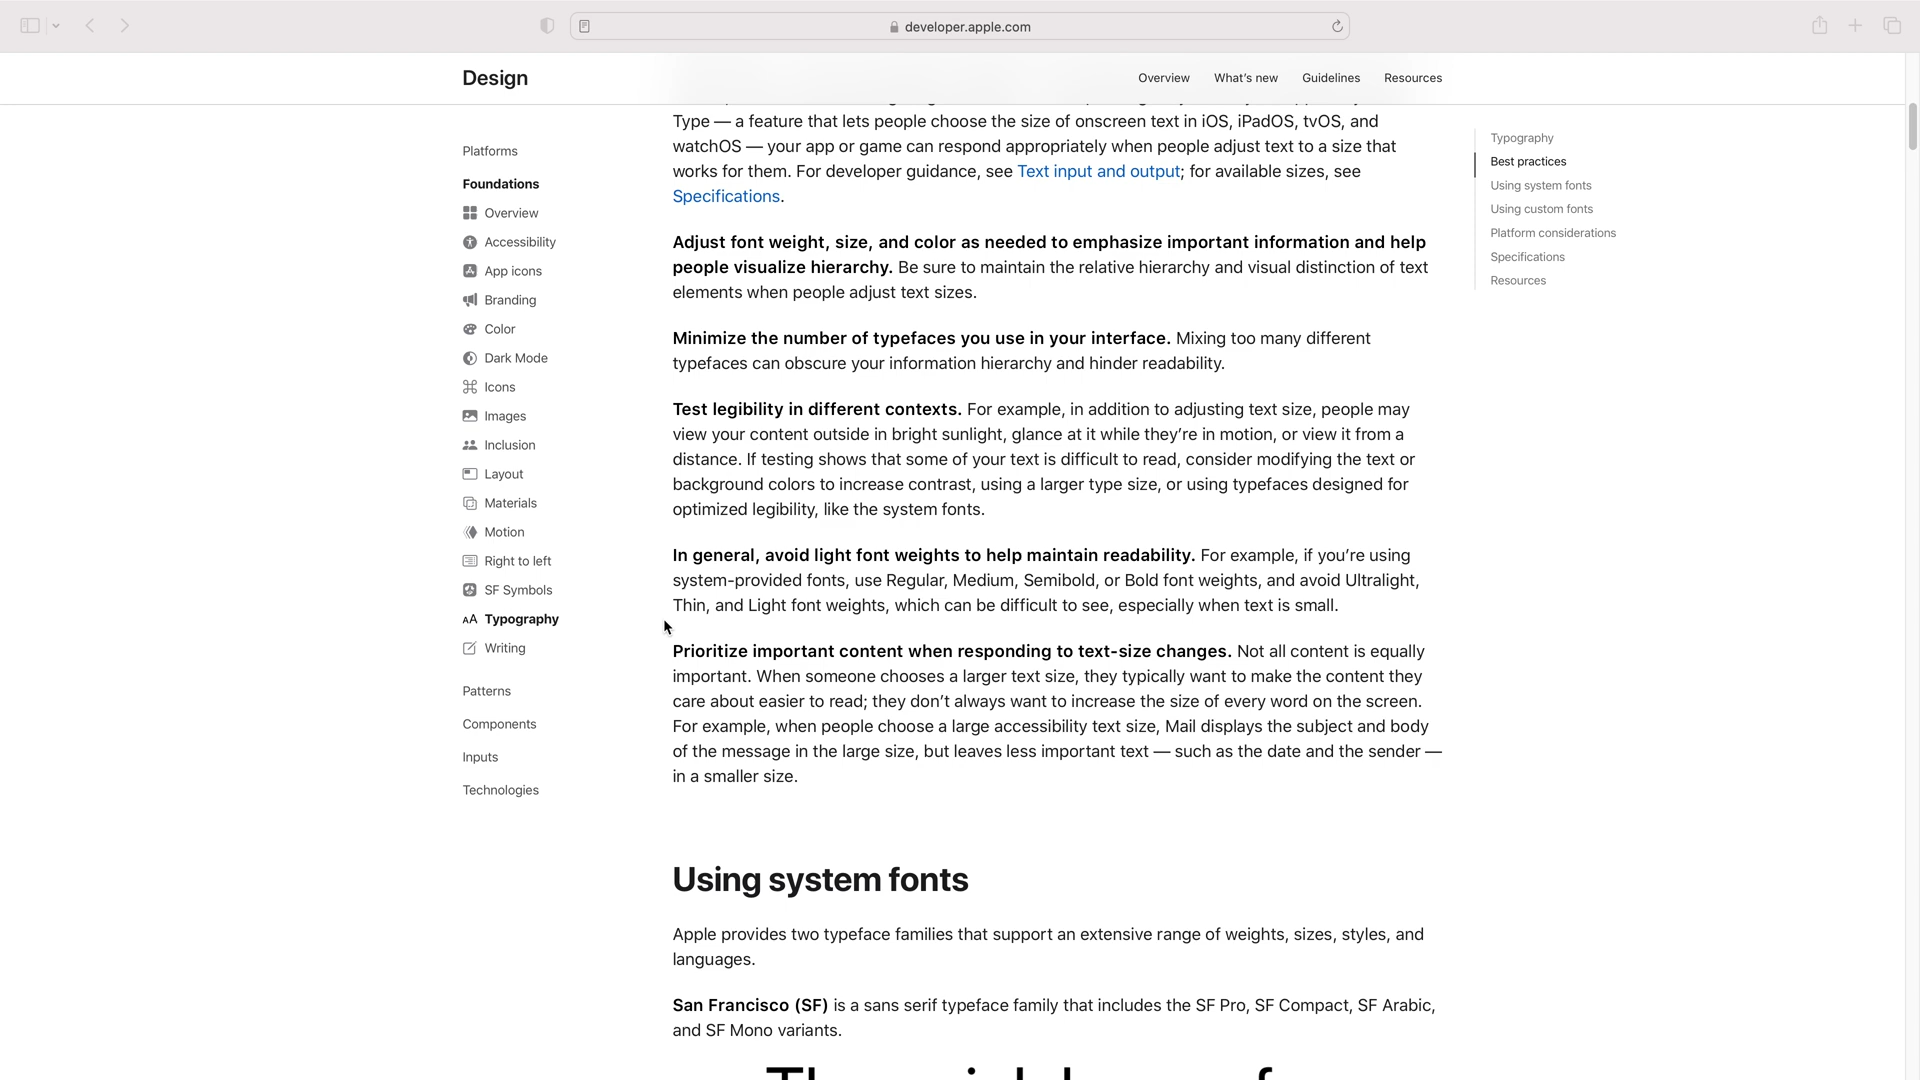 developer.apple.com
Design
Overview
What's new
Guidelines
Resources
Platforms
Foundations
Overview
Accessibility
App icons
Branding
Color
Dark Mode
Icons
Images
Inclusion
Layout
Materials
Motion
Right to left
SF Symbols
AA Typography
Writing
Patterns
Components
Inputs
Technologies
Type — a feature that lets people choose the size of onscreen text in iOS, iPadOS, tvOS, and
watchOS — your app or game can respond appropriately when people adjust text to a size that
works for them. For developer guidance, see Text input and output; for available sizes, see
Specifications.
Adjust font weight, size, and color as needed to emphasize important information and help
people visualize hierarchy. Be sure to maintain the relative hierarchy and visual distinction of text
elements when people adjust text sizes.
Minimize the number of typefaces you use in your interface. Mixing too many different
typefaces can obscure your information hierarchy and hinder readability.
Test legibility in different contexts. For example, in addition to adjusting text size, people may
view your content outside in bright sunlight, glance at it while they’re in motion, or view it from a
distance. If testing shows that some of your text is difficult to read, consider modifying the text or
background colors to increase contrast, using a larger type size, or using typefaces designed for
optimized legibility, like the system fonts.
In general, avoid light font weights to help maintain readability. For example, if you’re using
system-provided fonts, use Regular, Medium, Semibold, or Bold font weights, and avoid Ultralight,
Thin, and Light font weights, which can be difficult to see, especially when text is small.
Prioritize important content when responding to text-size changes. Not all content is equally
important. When someone chooses a larger text size, they typically want to make the content they
care about easier to read; they don’t always want to increase the size of every word on the screen.
For example, when people choose a large accessibility text size, Mail displays the subject and body
of the message in the large size, but leaves less important text — such as the date and the sender —
in a smaller size.
Using system fonts
Apple provides two typeface families that support an extensive range of weights, sizes, styles, and
languages.
San Francisco (SF) is a sans serif typeface family that includes the SF Pro, SF Compact, SF Arabic,
and SF Mono variants.
Typography
Best practices
Using system fonts
Using custom fonts
Platform considerations
Specifications
Resources